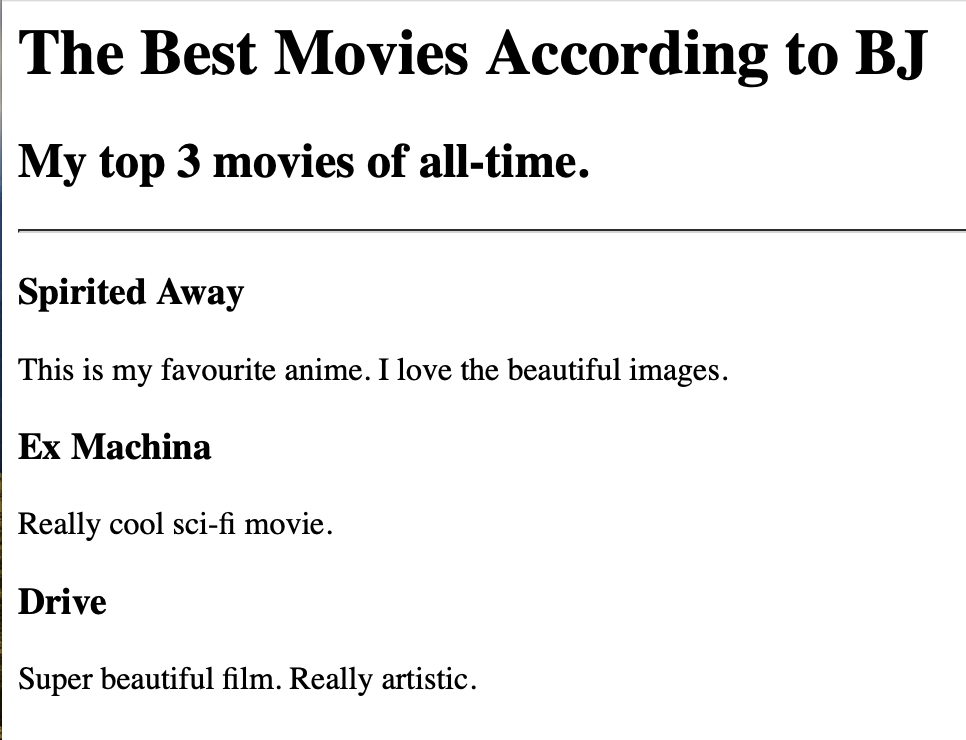 The Best Movies According to BJ
My top 3 movies of all-time.
Spirited Away
This is my favourite anime. I love the beautiful images.
Ex Machina
Really cool sci-fi movie.
Drive
Super beautiful film. Really artistic.